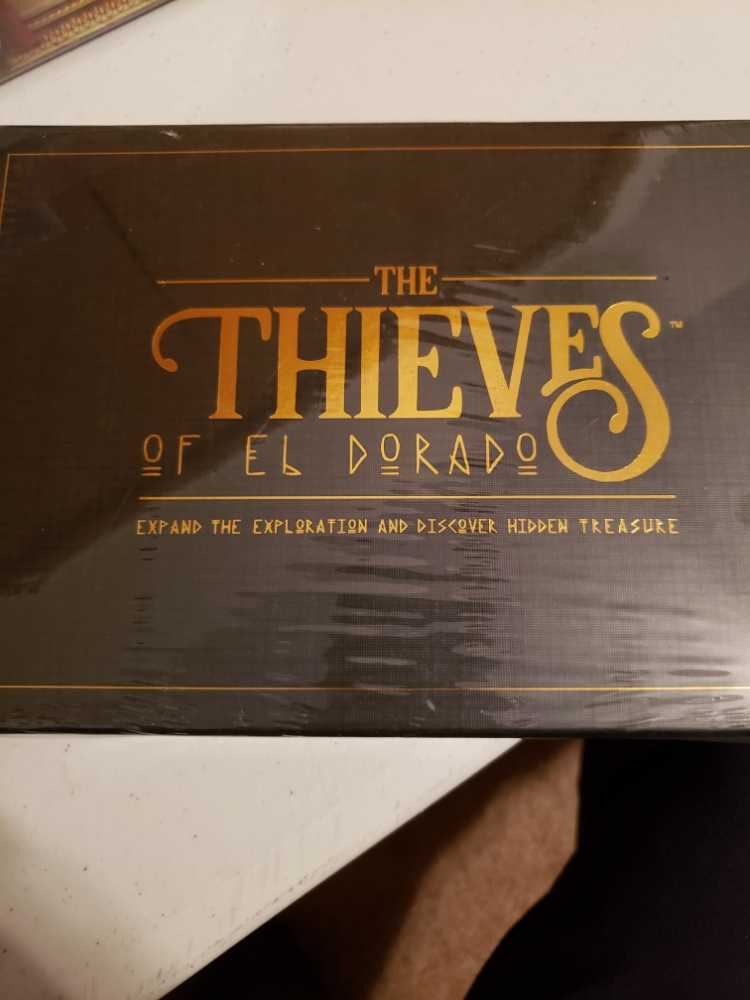 THE
THIEVES™
OF EL DORADO
EXPAND THE EXPLORATION AND DISCOVER HIDDEN TREASURE